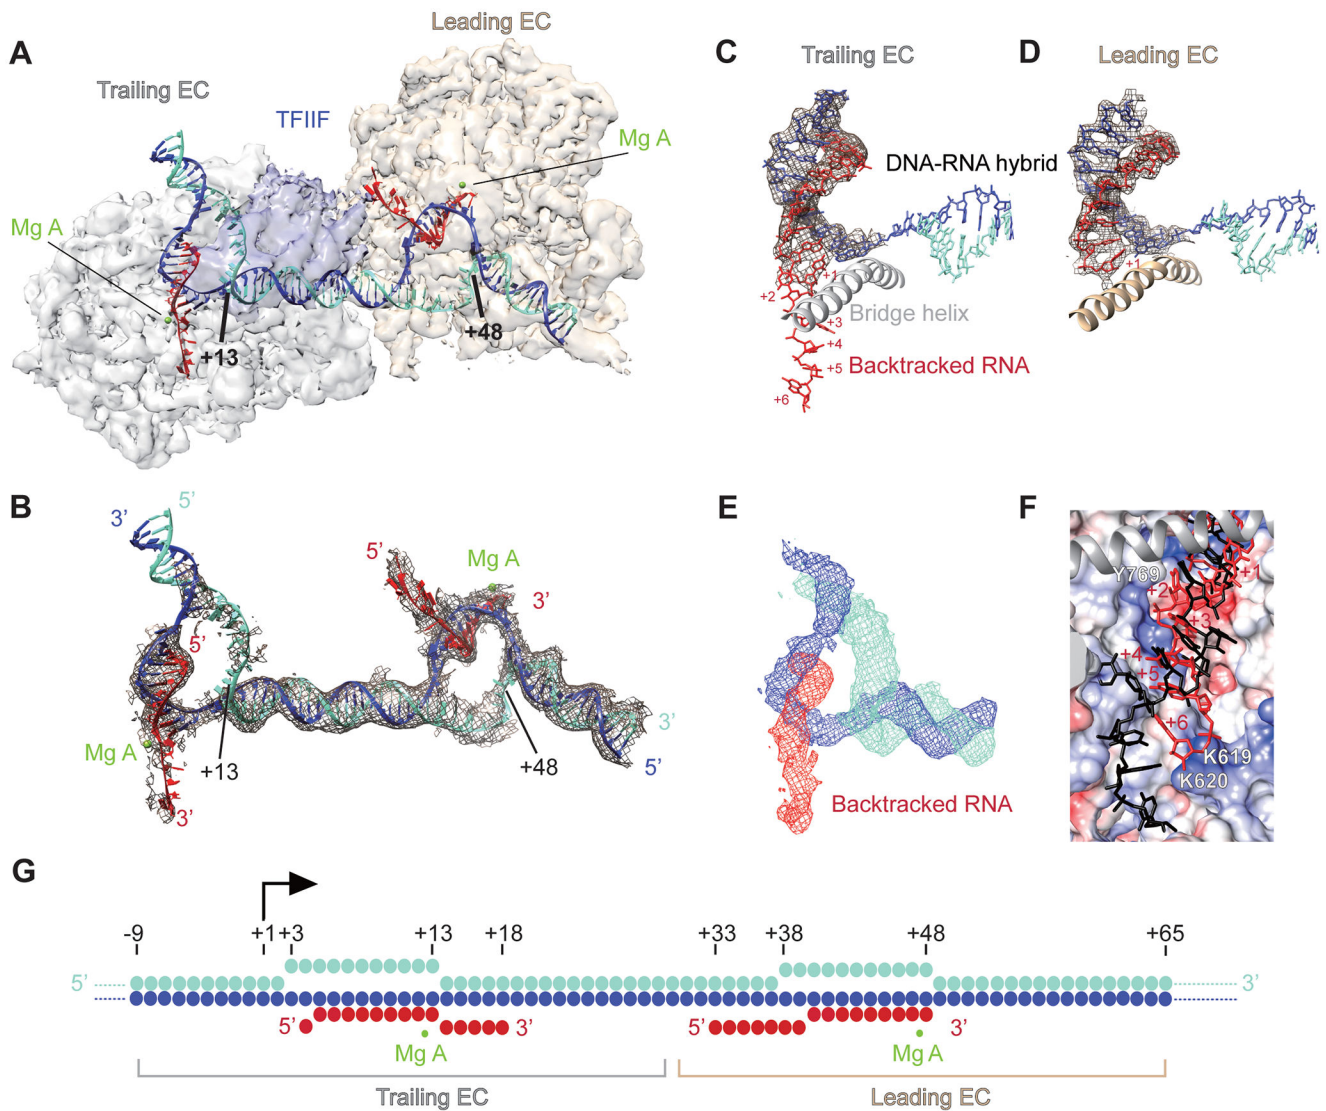 A
Leading EC
Trailing EC
TFIIF
Mg A
Mg A
+13
+48
C
Trailing EC
D
Leading EC
DNA-RNA hybrid
+1
+1
+2
Bridge helix
+3
+4
+5
Backtracked RNA
+6
B
5’
3’
5’
Mg A
3’
5’
Mg A
+13
+48
3’
5’
3’
E
Backtracked RNA
F
Y769
+1
+2
+3
+4
+5
+6
K619
K620
G
-9
+1
+3
+13
+18
+33
+38
+48
+65
5’
3’
5’
3’
5’
3’
Mg A
Mg A
Trailing EC
Leading EC